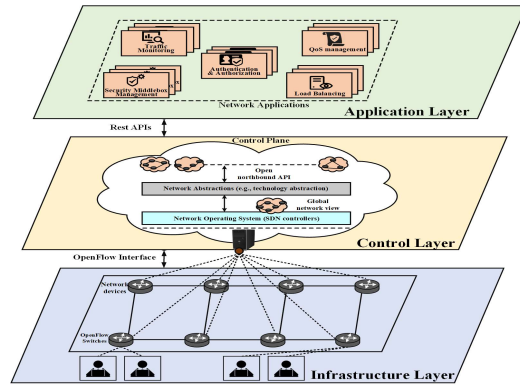 Traffic
Monitoring
QoS management
Authentication
& Authorization
Security Middlebox
Management
Load Balancing
Network Applications
Application Layer
Rest APIs
Control Plane
Open
northbound API
Network Abstractions (e.g., technology abstraction)
Global
network view
Network Operating System (SDN controllers)
Control Layer
OpenFlow Interface
Network
devices
OpenFlow
Switches
Infrastructure Layer